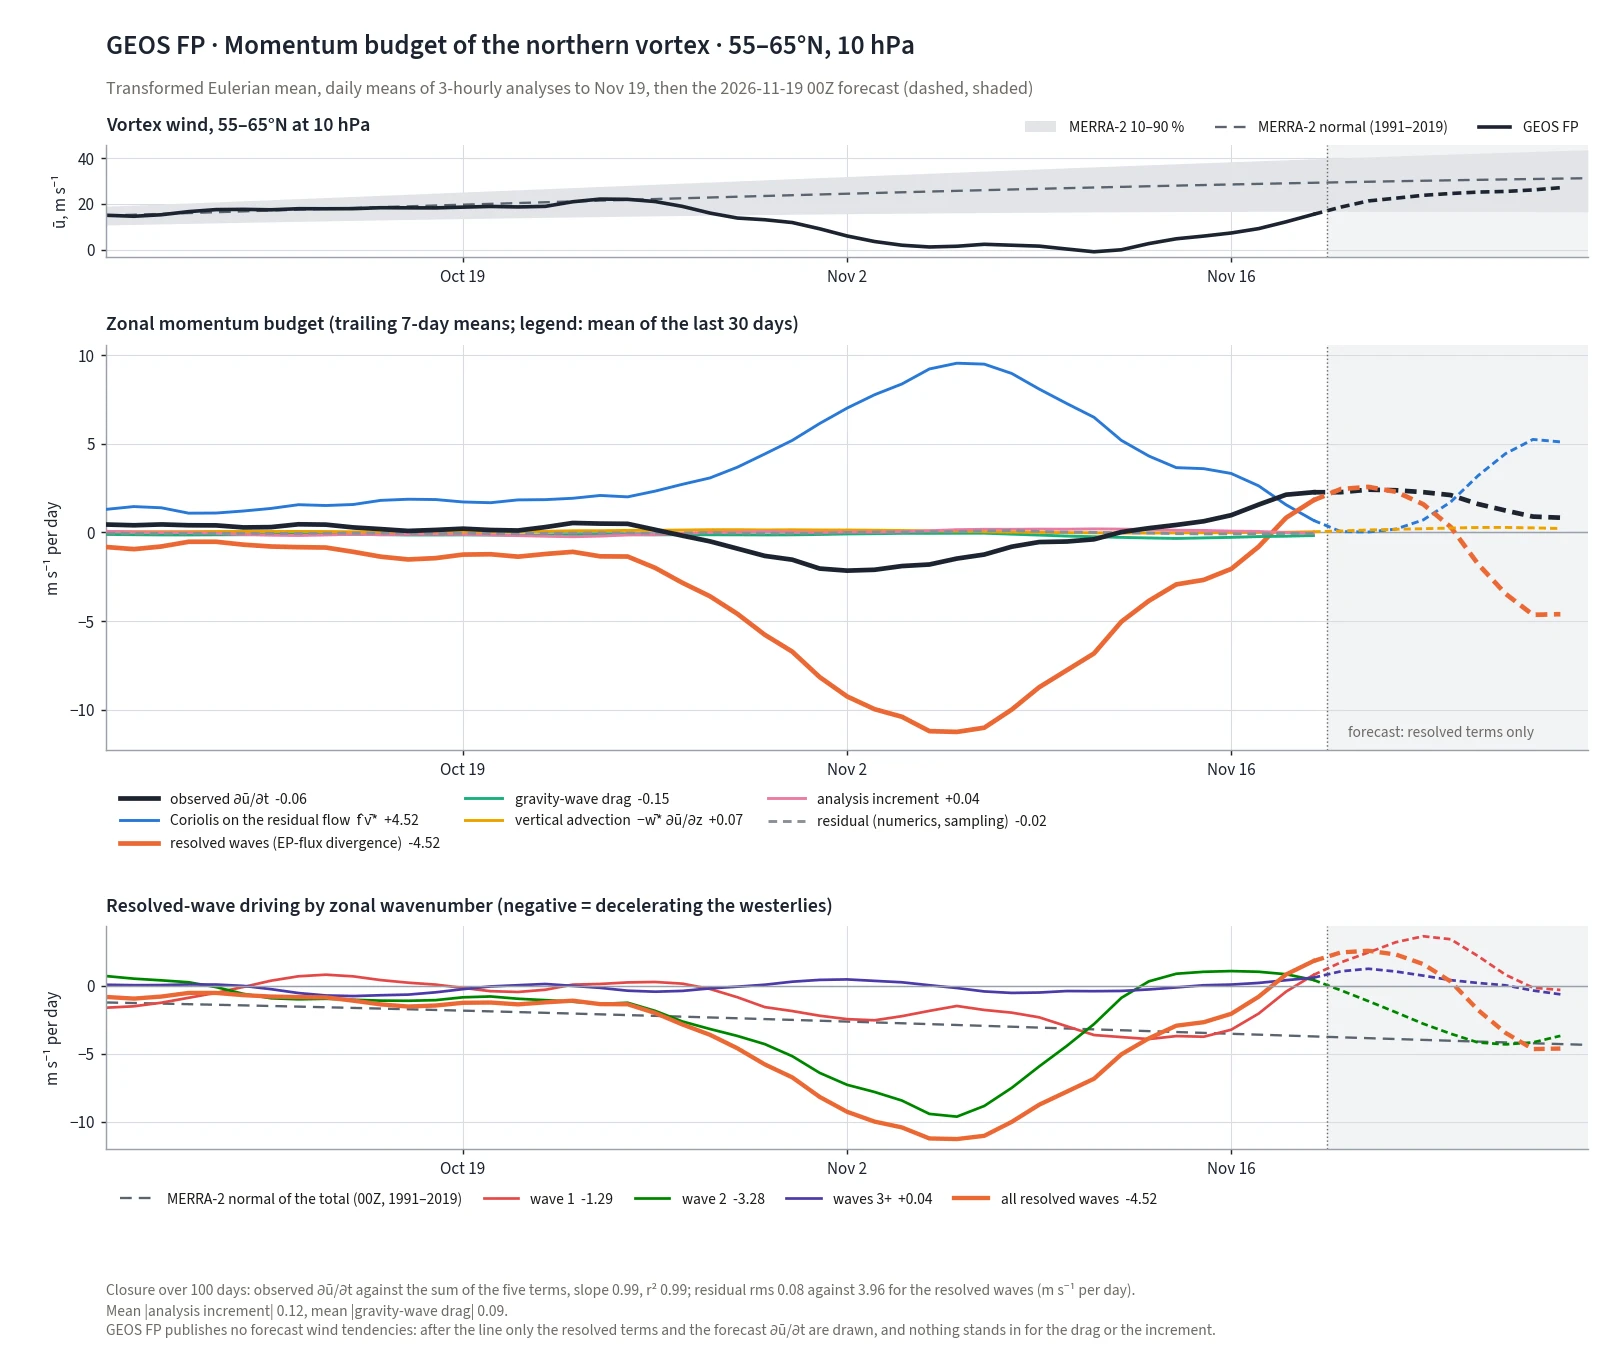 GEOS FP · Momentum budget of the northern vortex · 55–65°N, 10 hPa
Transformed Eulerian mean, daily means of 3-hourly analyses to Nov 19, then the 2026-11-19 00Z forecast (dashed, shaded)
Vortex wind, 55–65°N at 10 hPa
MERRA-2 10–90 %
MERRA-2 normal (1991–2019)
GEOS FP
ū, m s⁻¹
40
20
0
Oct 19
Nov 2
Nov 16
Zonal momentum budget (trailing 7-day means; legend: mean of the last 30 days)
m s⁻¹ per day
10
5
0
−5
−10
forecast: resolved terms only
Oct 19
Nov 2
Nov 16
observed ∂ū/∂t -0.06
gravity-wave drag -0.15
analysis increment +0.04
Coriolis on the residual flow f v̄* +4.52
vertical advection −w̄* ∂ū/∂z +0.07
residual (numerics, sampling) -0.02
resolved waves (EP-flux divergence) -4.52
Resolved-wave driving by zonal wavenumber (negative = decelerating the westerlies)
m s⁻¹ per day
0
−5
−10
Oct 19
Nov 2
Nov 16
MERRA-2 normal of the total (00Z, 1991–2019)
wave 1 -1.29
wave 2 -3.28
waves 3+ +0.04
all resolved waves -4.52
Closure over 100 days: observed ∂ū/∂t against the sum of the five terms, slope 0.99, r² 0.99; residual rms 0.08 against 3.96 for the resolved waves (m s⁻¹ per day).
Mean |analysis increment| 0.12, mean |gravity-wave drag| 0.09.
GEOS FP publishes no forecast wind tendencies: after the line only the resolved terms and the forecast ∂ū/∂t are drawn, and nothing stands in for the drag or the increment.